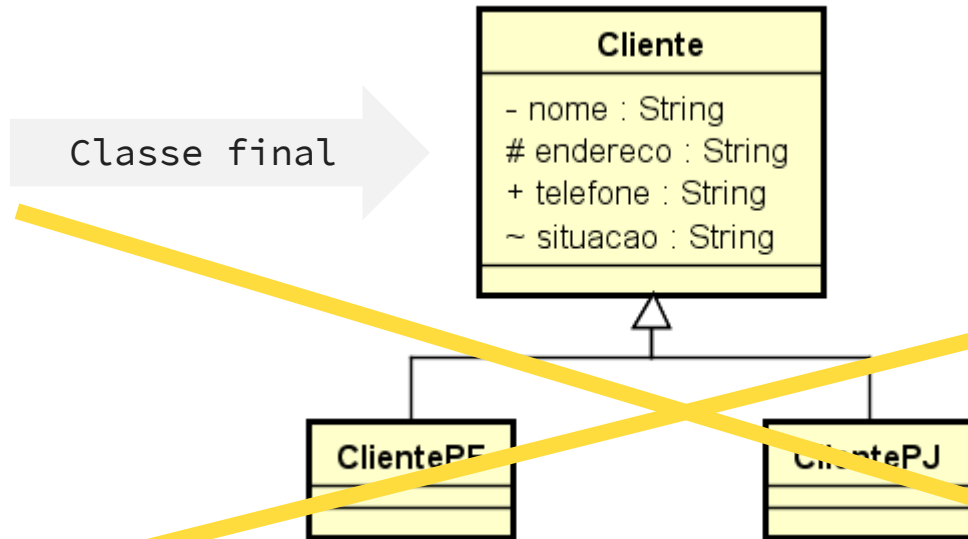 Cliente
- nome : String
Classe final
# endereco : String
+ telefone : String
~ situacao : String
ClientePF
ClientePJ